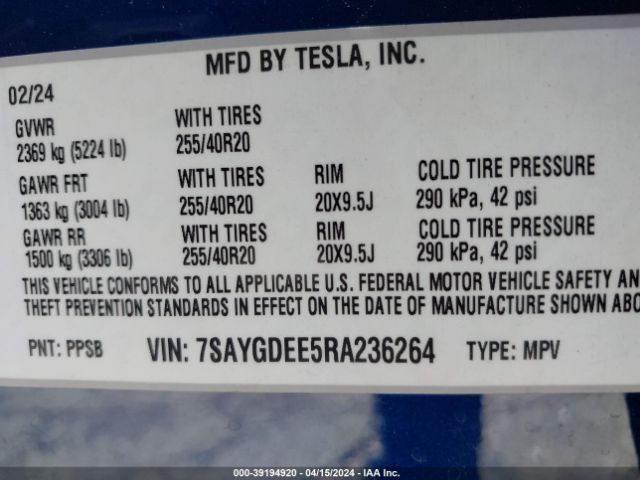 MFD BY TESLA, INC.
02/24
GVWR WITH TIRES
2369 kg (5224 lb) 255/40R20
GAWR FRT WITH TIRES RIM COLD TIRE PRESSURE
1363 kg (3004 lb) 255/40R20 20X9.5J 290 kPa, 42 psi
GAWR RR WITH TIRES RIM COLD TIRE PRESSURE
1500 kg (3306 lb) 255/40R20 20X9.5J 290 kPa, 42 psi
THIS VEHICLE CONFORMS TO ALL APPLICABLE U.S. FEDERAL MOTOR VEHICLE SAFETY AN
THEFT PREVENTION STANDARDS IN EFFECT ON THE DATE OF MANUFACTURE SHOWN ABO
PNT: PPSB VIN: 7SAYGDEE5RA236264 TYPE: MPV
000-39194920 - 04/15/2024 - IAA Inc.